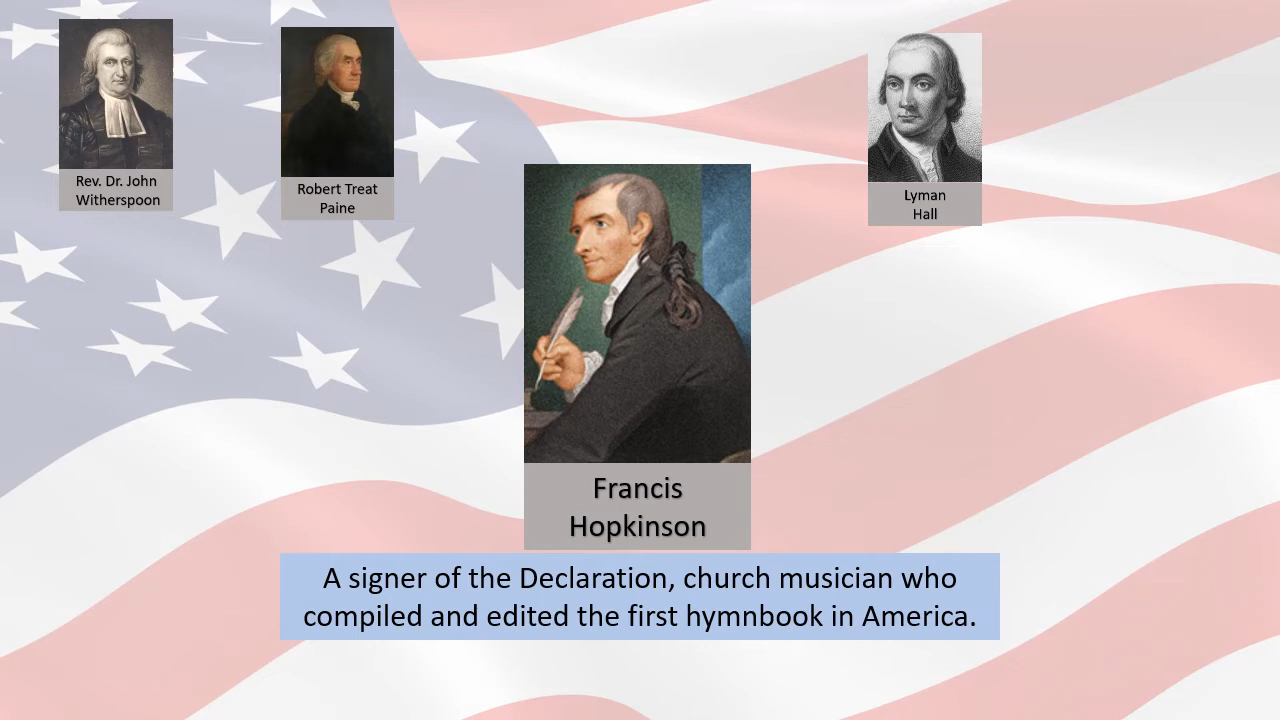 Rev. Dr. John
Witherspoon
Robert Treat
Paine
Lyman
Hall
Francis
Hopkinson
A signer of the Declaration, church musician who
compiled and edited the first hymnbook in America.